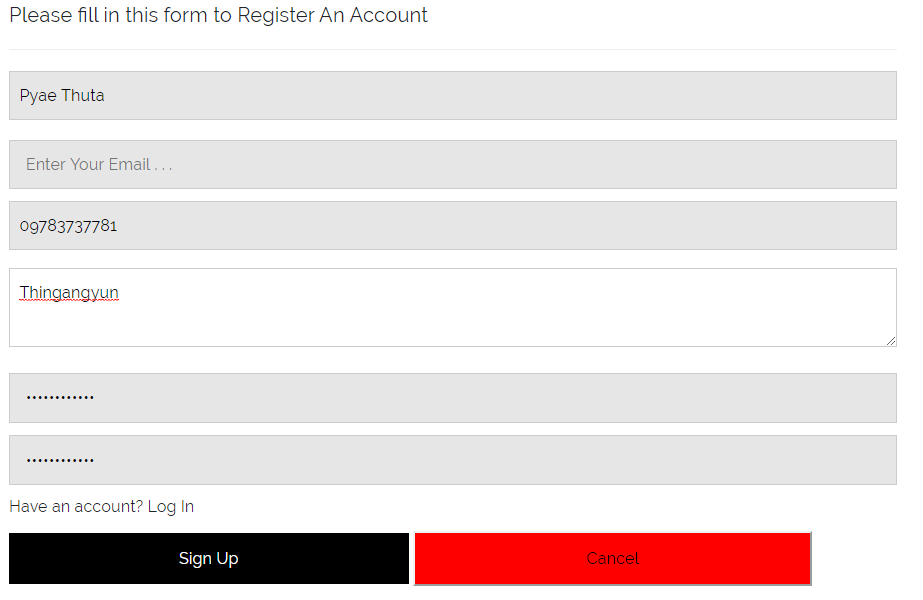 Please fill in this form to Register An Account
Pyae Thuta
Enter Your Email . . .
09783737781
Thingangyun
••••••••••••
••••••••••••
Have an account? Log In
Sign Up
Cancel